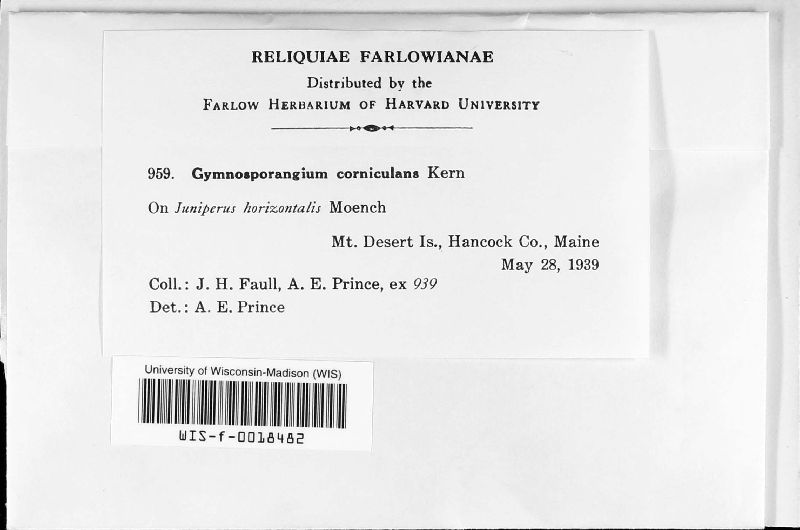 RELIQUIAE FARLOWIANAE
Distributed by the
FARLOW HERBARIUM OF HARVARD UNIVERSITY
959. Gymnosporangium corniculans Kern
On Juniperus horizontalis Moench
Mt. Desert Is., Hancock Co., Maine
May 28, 1939
Coll.: J. H. Faull, A. E. Prince, ex 939
Det.: A. E. Prince
University of Wisconsin-Madison (WIS)
WIS-f-0018482